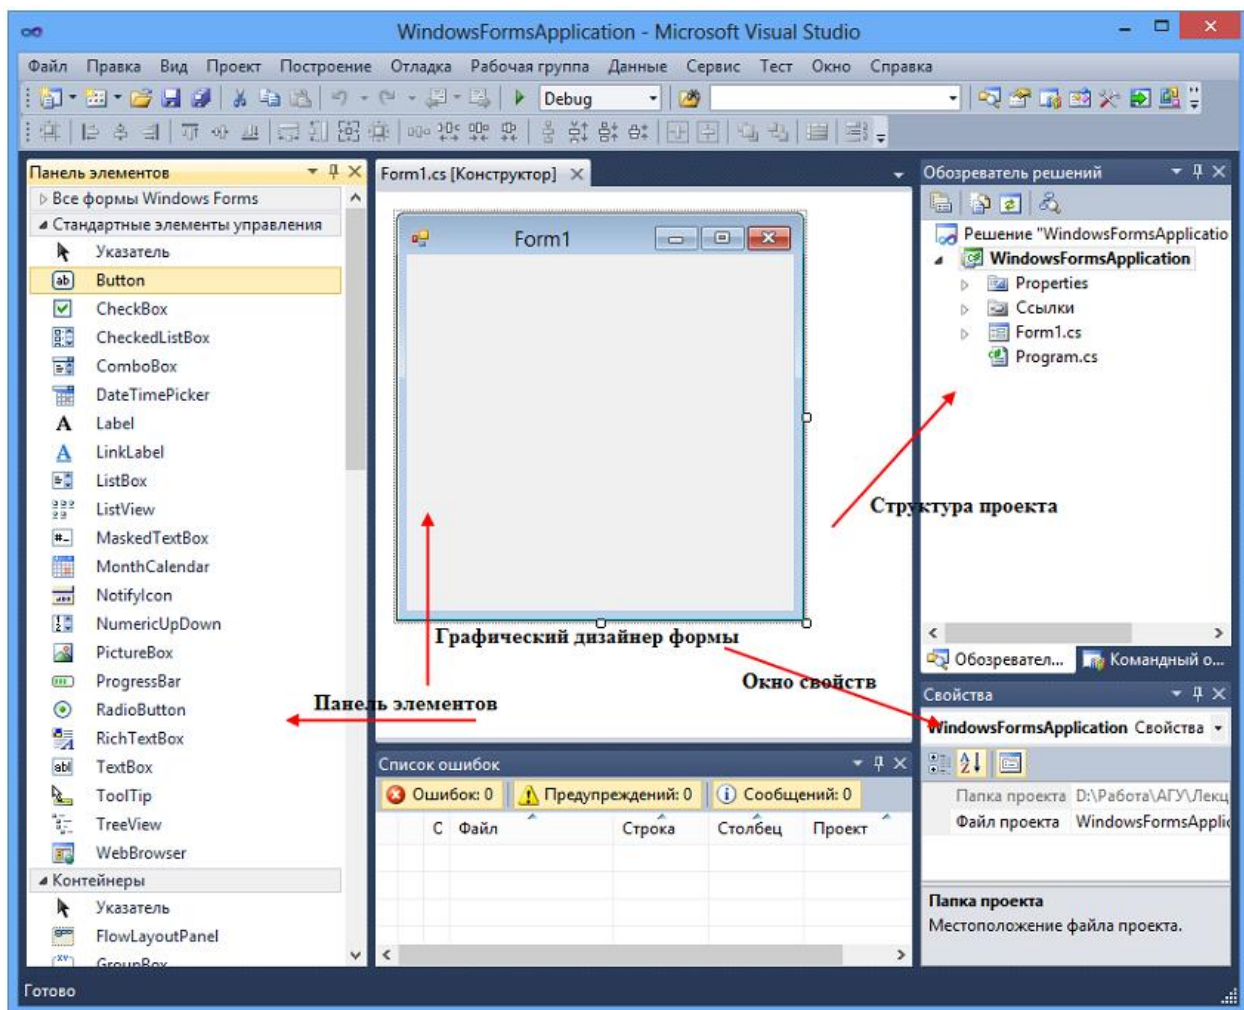 WindowsFormsApplication - Microsoft Visual Studio
Файл Правка Вид Проект Построение Отладка Рабочая группа Данные Сервис Тест Окно Справка
Debug
Панель элементов
Все формы Windows Forms
Стандартные элементы управления
Указатель
Button
CheckBox
CheckedListBox
ComboBox
DateTimePicker
Label
LinkLabel
ListBox
ListView
MaskedTextBox
MonthCalendar
NotifyIcon
NumericUpDown
PictureBox
ProgressBar
RadioButton
RichTextBox
TextBox
ToolTip
TreeView
WebBrowser
Контейнеры
Указатель
FlowLayoutPanel
GroupBox
Form1.cs [Конструктор]
Form1
Графический дизайнер формы
Окно свойств
Панель элементов
Структура проекта
Список ошибок
Ошибок: 0 Предупреждений: 0 Сообщений: 0
С Файл Строка Столбец Проект
Обозреватель решений
Решение "WindowsFormsApplicatio
WindowsFormsApplication
Properties
Ссылки
Form1.cs
Program.cs
Обозревател... Командный о...
Свойства
WindowsFormsApplication Свойства
Папка проекта D:\Работа\АГУ\Лекц
Файл проекта WindowsFormsApplic
Папка проекта
Местоположение файла проекта.
Готово